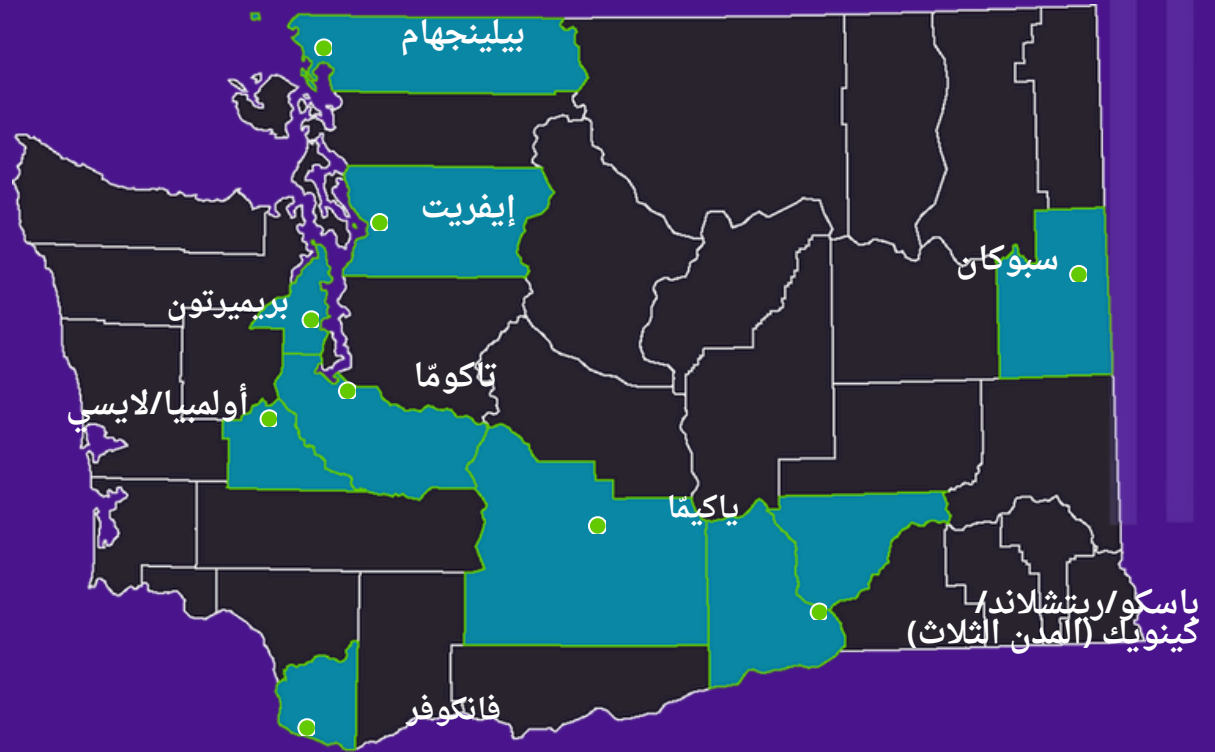 بيلينجهام
إيفريت
سبوكان
بريميرتون
تاكومّا
أولمبيا/لايسي
ياكيمّا
باسكو/ريتشلاند/
كينويك (المدن الثلاث)
فانكوفر